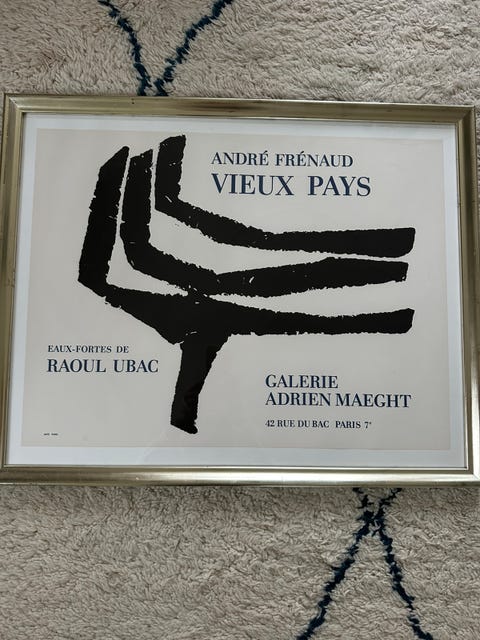 ANDRÉ FRÉNAUD
VIEUX PAYS
EAUX-FORTES DE
RAOUL UBAC
GALERIE
ADRIEN MAEGHT
42 RUE DU BAC PARIS 7ᵉ